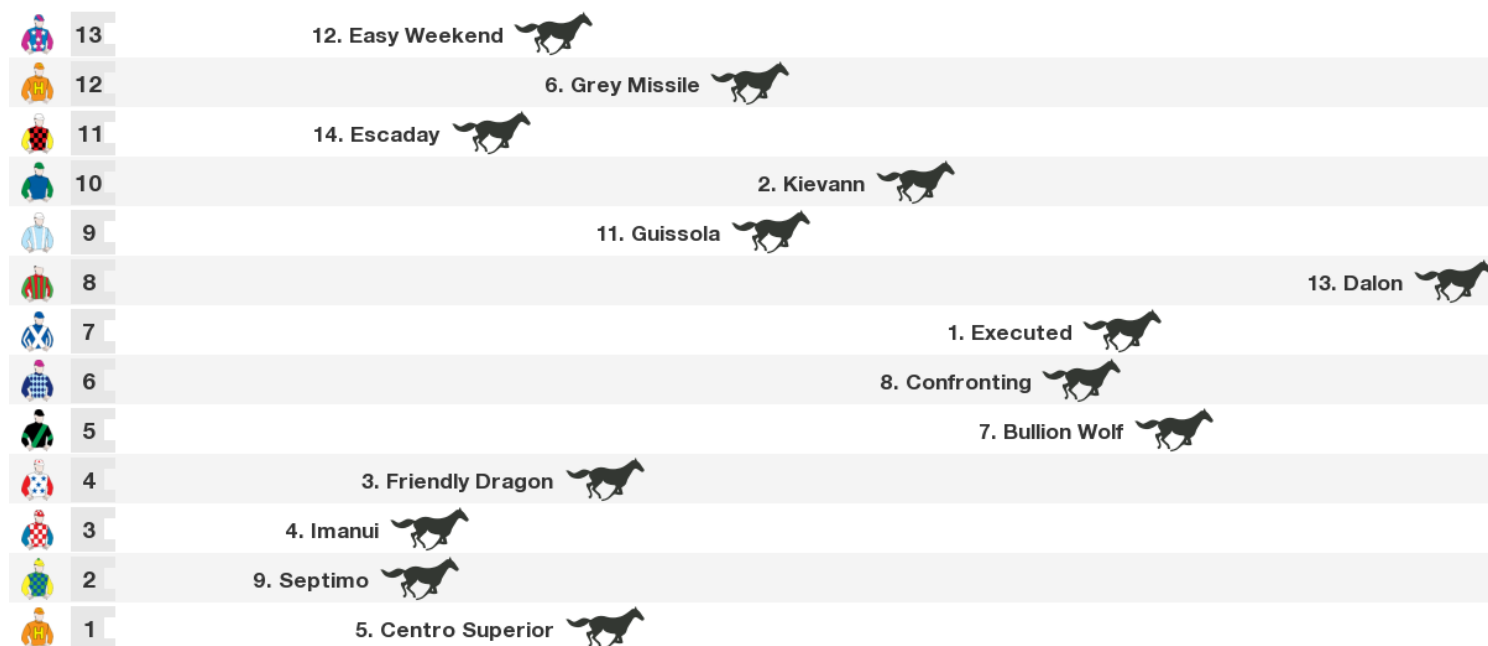 13 12. Easy Weekend
12 H 6. Grey Missile
11 14. Escaday
10 2. Kievann
9 11. Guissola
8 13. Dalon
7 1. Executed
6 8. Confronting
5 7. Bullion Wolf
4 3. Friendly Dragon
3 4. Imanui
2 9. Septimo
1 H 5. Centro Superior